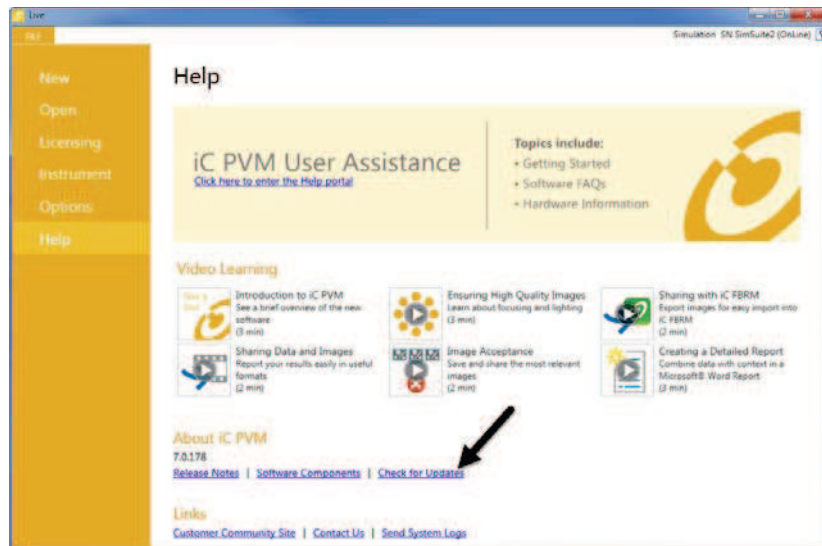 Live
FILE
Simulation SN SimSuite2 (OnLine)
New
Open
Licensing
Instrument
Options
Help
Help
iC PVM User Assistance
Click here to enter the Help portal
Topics include:
• Getting Started
• Software FAQs
• Hardware Information
Video Learning
Introduction to iC PVM
See a brief overview of the new
software
(3 min)
Ensuring High Quality Images
Learn about focusing and lighting
(3 min)
Sharing with iC FBRM
Export images for easy import into
iC FBRM
(2 min)
Sharing Data and Images
Report your results easily in useful
formats
(2 min)
Image Acceptance
Save and share the most relevant
images
(2 min)
Creating a Detailed Report
Combine data with context in a
Microsoft® Word Report
(3 min)
About iC PVM
7.0.178
Release Notes | Software Components | Check for Updates
Links
Customer Community Site | Contact Us | Send System Logs